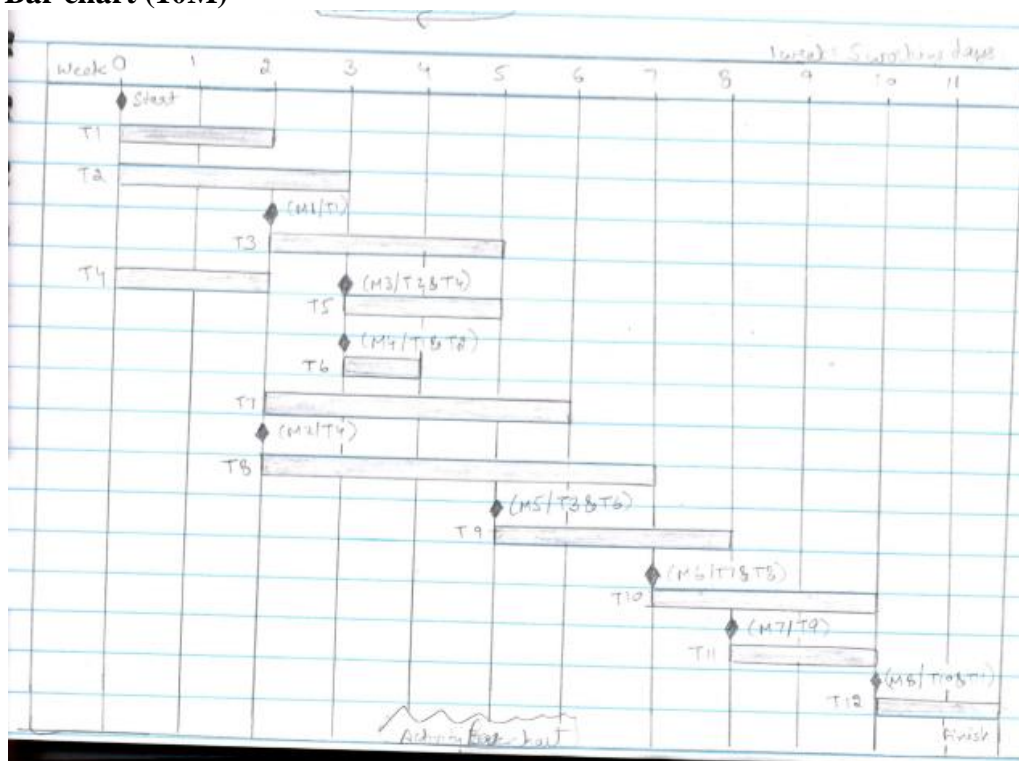 Bar chart (10M)
1 week: 5 working days
Week 0 1 2 3 4 5 6 7 8 9 10 11
Start
T1
T2
(M1/T1)
T3
T4
(M3/T2&T4)
T5
(M4/T1&T2)
T6
T7
(M2/T4)
T8
(M5/T3&T6)
T9
(M6/T7&T8)
T10
(M7/T9)
T11
(M8/T10&T11)
T12
Finish
Activity Bar chart